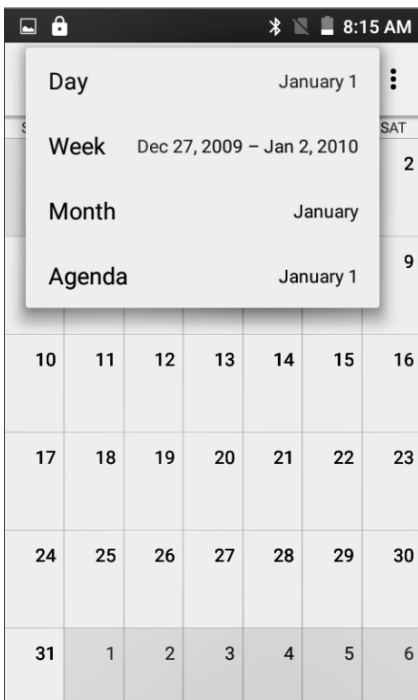 8:15 AM
Day January 1
SAT
Week Dec 27, 2009 – Jan 2, 2010
2
Month January
9
Agenda January 1
10 11 12 13 14 15 16
17 18 19 20 21 22 23
24 25 26 27 28 29 30
31 1 2 3 4 5 6